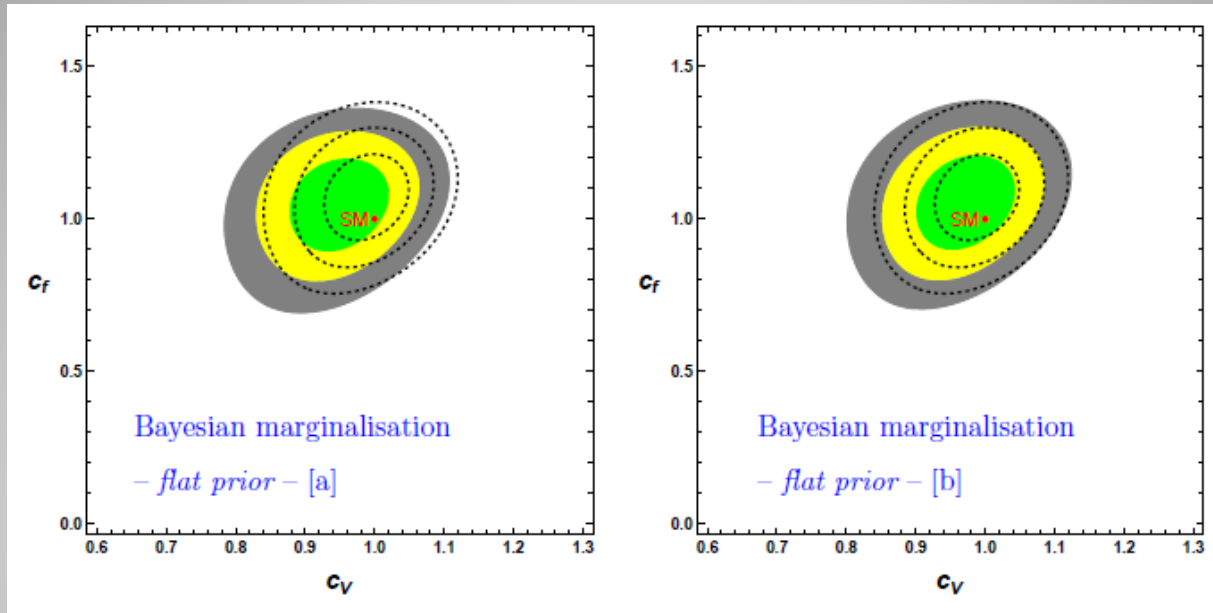 1.5
1.0
0.5
0.0
c_f
SM
Bayesian marginalisation
– flat prior – [a]
0.6 0.7 0.8 0.9 1.0 1.1 1.2 1.3
c_V
1.5
1.0
0.5
0.0
c_f
SM
Bayesian marginalisation
– flat prior – [b]
0.6 0.7 0.8 0.9 1.0 1.1 1.2 1.3
c_V